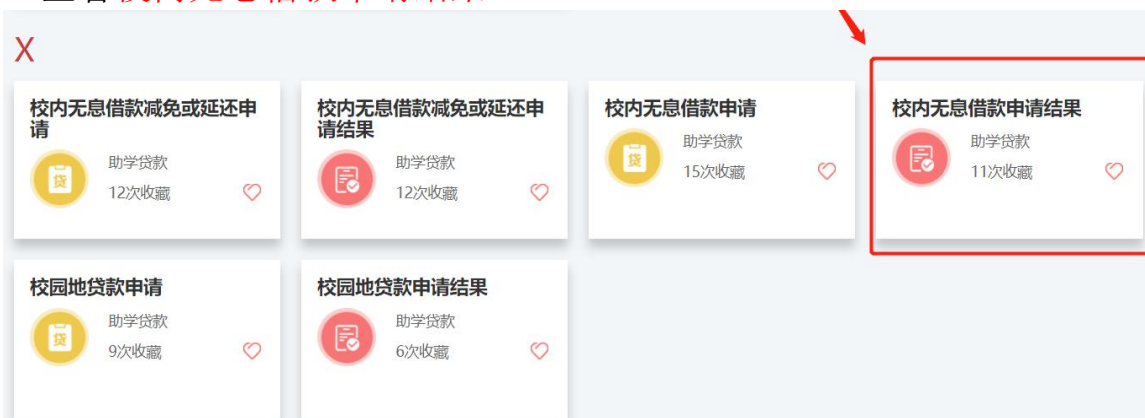 X
校内无息借款减免或延还申
请
助学贷款
12次收藏
校内无息借款减免或延还申
请结果
助学贷款
12次收藏
校内无息借款申请
助学贷款
15次收藏
校内无息借款申请结果
助学贷款
11次收藏
校园地贷款申请
助学贷款
9次收藏
校园地贷款申请结果
助学贷款
6次收藏